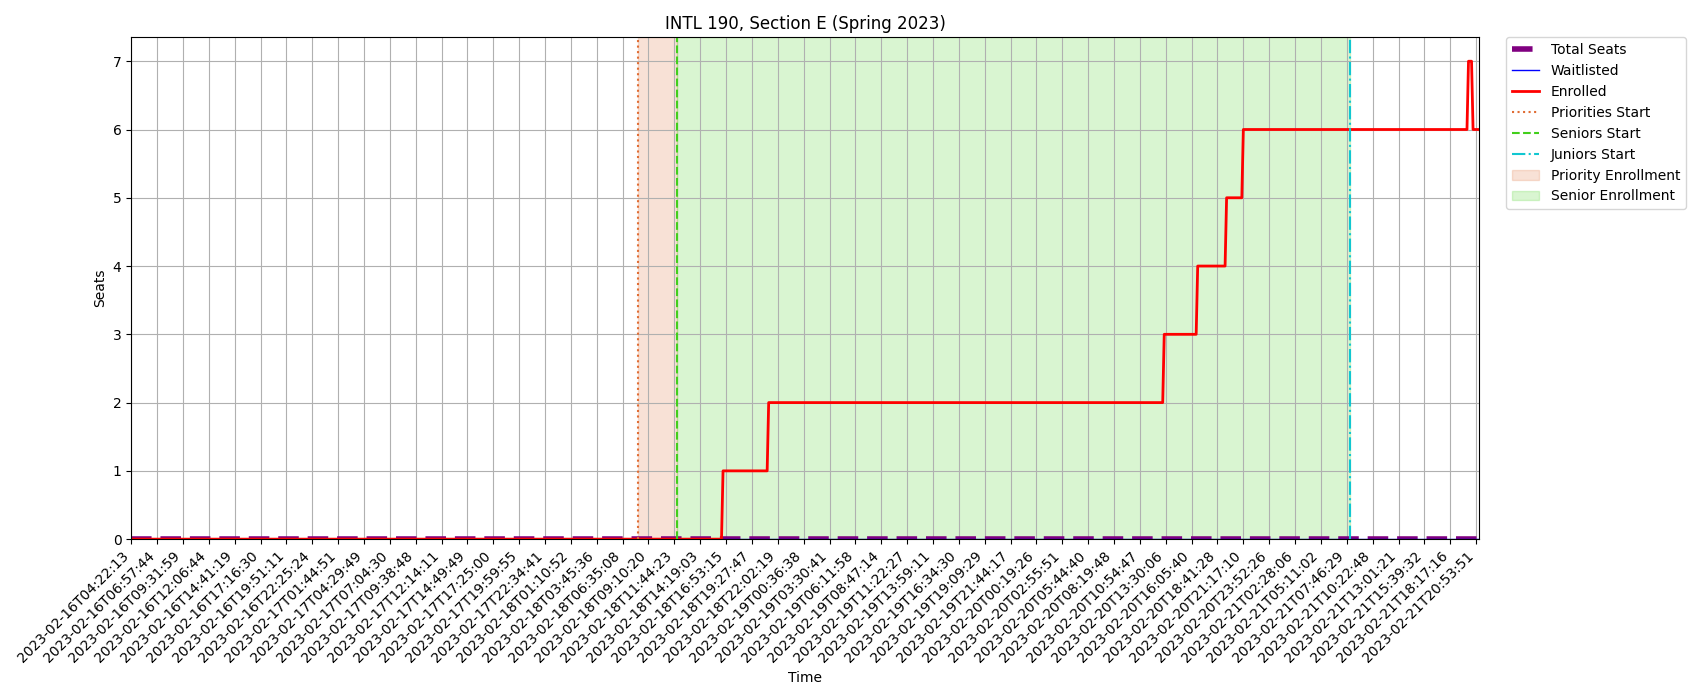 INTL 190, Section E (Spring 2023)
Total Seats
Waitlisted
Enrolled
Priorities Start
Seniors Start
Juniors Start
Priority Enrollment
Senior Enrollment
Seats
7
6
5
4
3
2
1
0
2023-02-16T04:22:13
2023-02-16T06:57:44
2023-02-16T09:31:59
2023-02-16T12:06:44
2023-02-16T14:41:19
2023-02-16T17:16:30
2023-02-16T19:51:11
2023-02-16T22:25:24
2023-02-17T01:44:51
2023-02-17T04:29:49
2023-02-17T07:04:30
2023-02-17T09:38:48
2023-02-17T12:14:11
2023-02-17T14:49:49
2023-02-17T17:25:00
2023-02-17T19:59:55
2023-02-17T22:34:41
2023-02-18T01:10:52
2023-02-18T03:45:36
2023-02-18T06:35:08
2023-02-18T09:10:20
2023-02-18T11:44:23
2023-02-18T14:19:03
2023-02-18T16:53:15
2023-02-18T19:27:47
2023-02-18T22:02:19
2023-02-19T00:36:38
2023-02-19T03:30:41
2023-02-19T06:11:58
2023-02-19T08:47:14
2023-02-19T11:22:27
2023-02-19T13:59:11
2023-02-19T16:34:30
2023-02-19T19:09:29
2023-02-19T21:44:17
2023-02-20T00:19:26
2023-02-20T02:55:51
2023-02-20T05:44:40
2023-02-20T08:19:48
2023-02-20T10:54:47
2023-02-20T13:30:06
2023-02-20T16:05:40
2023-02-20T18:41:28
2023-02-20T21:17:10
2023-02-20T23:52:26
2023-02-21T02:28:06
2023-02-21T05:11:02
2023-02-21T07:46:29
2023-02-21T10:22:48
2023-02-21T13:01:21
2023-02-21T15:39:32
2023-02-21T18:17:16
2023-02-21T20:53:51
Time